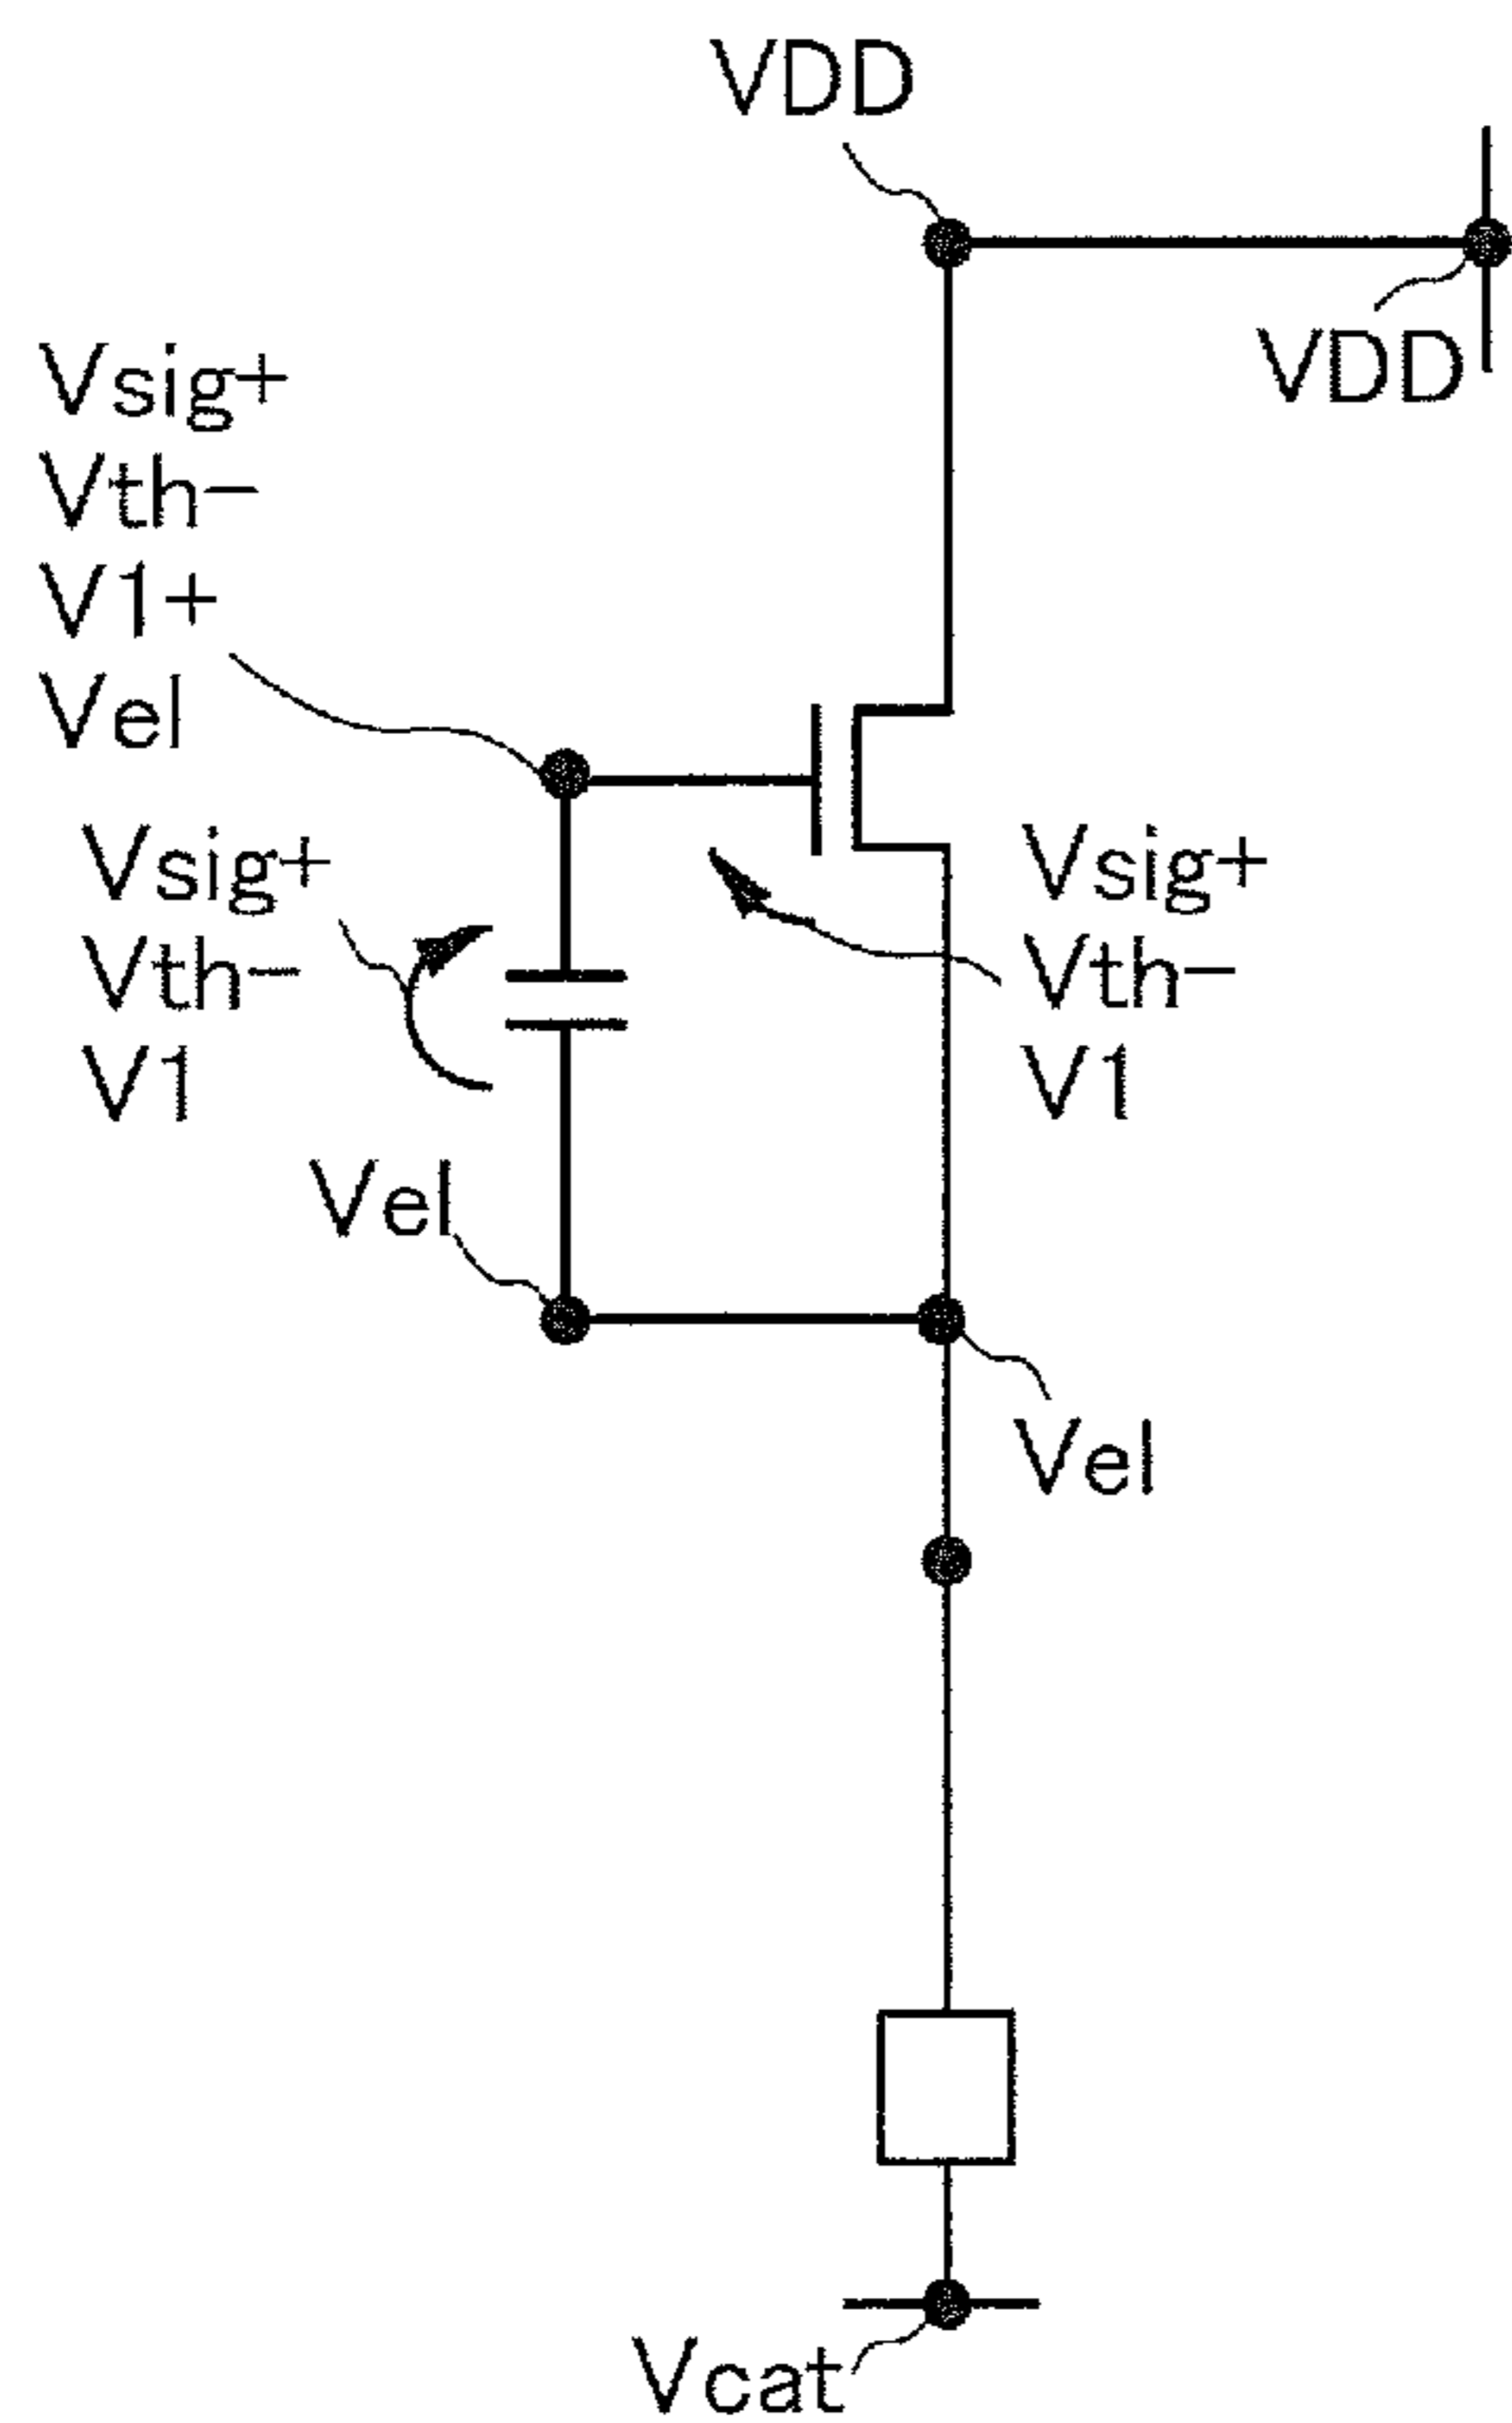 VDD
VDD
Vsig+
Vth−
V1+
Vel
Vsig+
Vth−
V1
Vsig+
Vth−
V1
Vel
Vel
Vcat